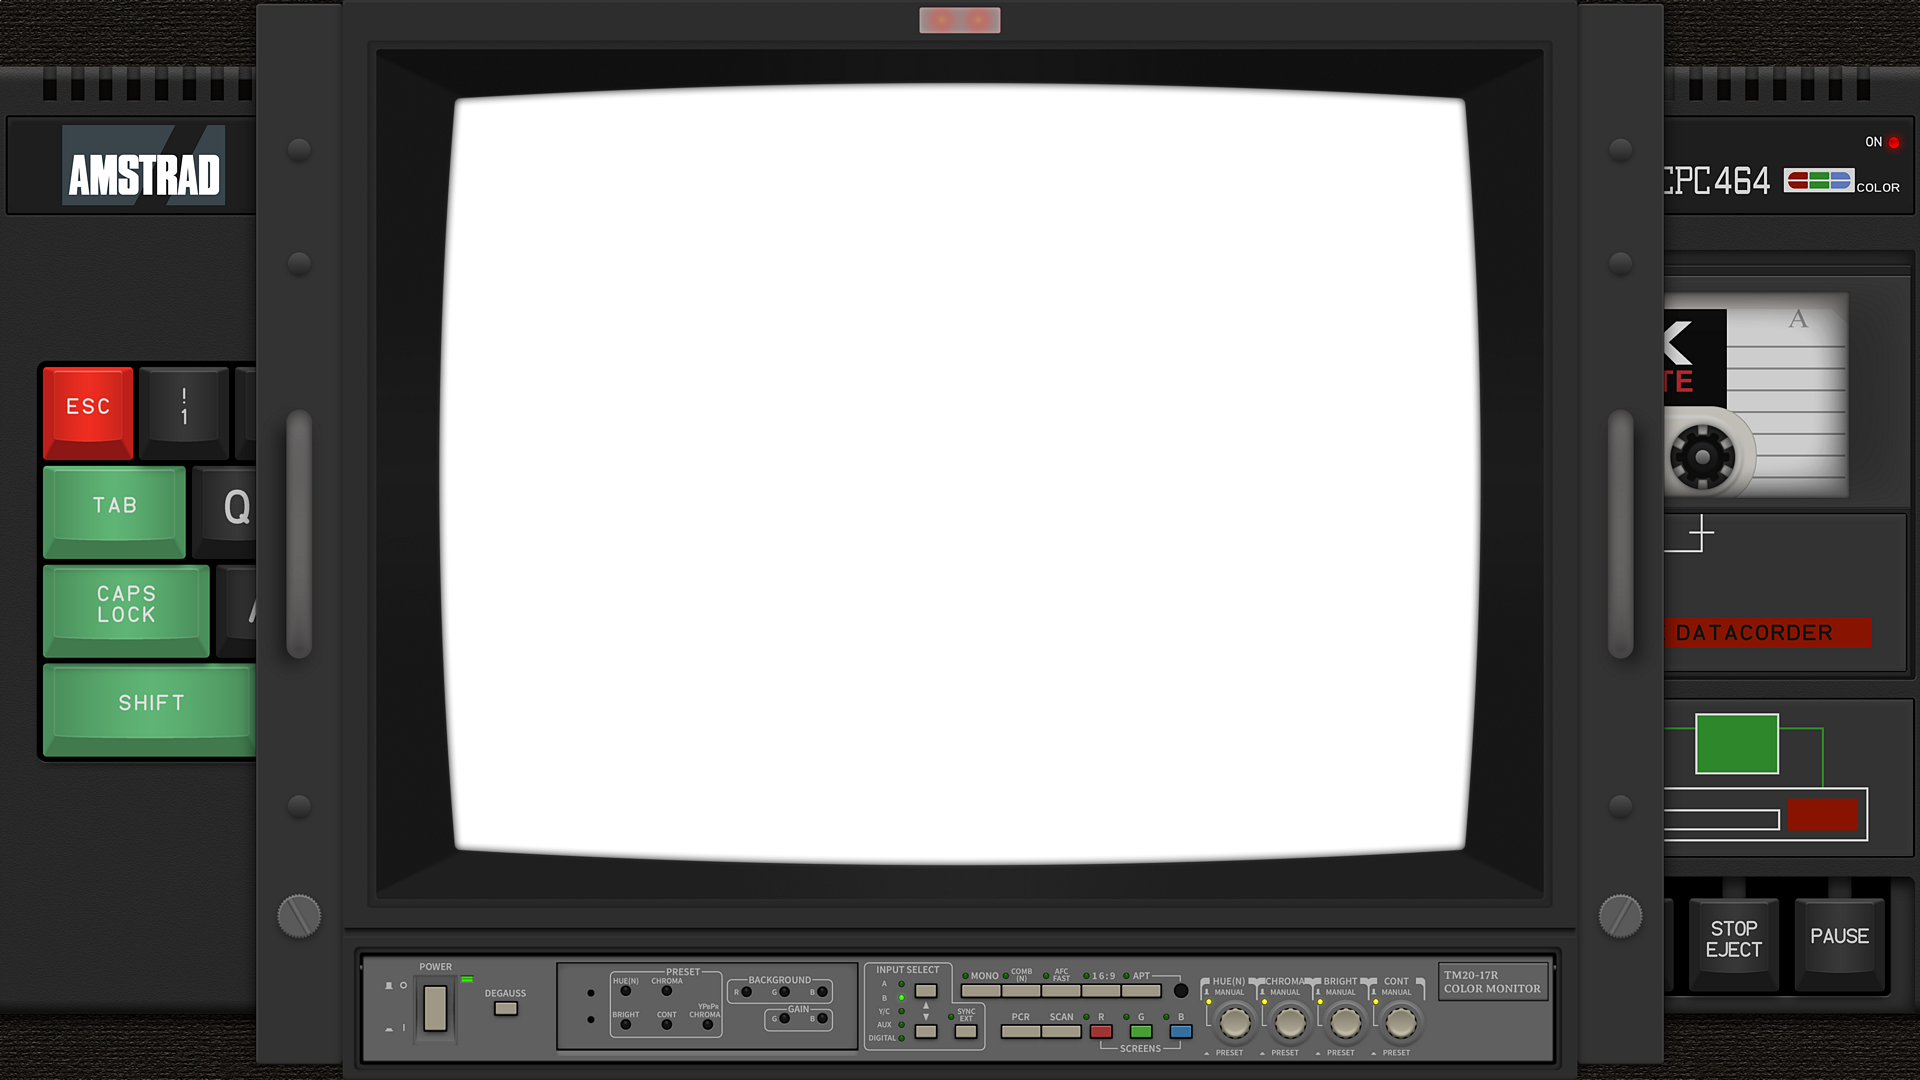 AMSTRAD
ON
CPC464
COLOR
A
K
TE
ESC
!
1
TAB
Q
CAPS
LOCK
SHIFT
DATACORDER
STOP
EJECT
PAUSE
POWER
DEGAUSS
PRESET
HUE(N)
CHROMA
BRIGHT
CONT
YPBPR
CHROMA
BACKGROUND
R
G
B
GAIN
G
B
INPUT SELECT
A
B
Y/C
AUX
DIGITAL
SYNC
EXT
MONO
COMB
(N)
AFC
FAST
16:9
APT
PCR
SCAN
R
G
B
SCREENS
HUE(N)
MANUAL
PRESET
CHROMA
MANUAL
PRESET
BRIGHT
MANUAL
PRESET
CONT
MANUAL
PRESET
TM20-17R
COLOR MONITOR